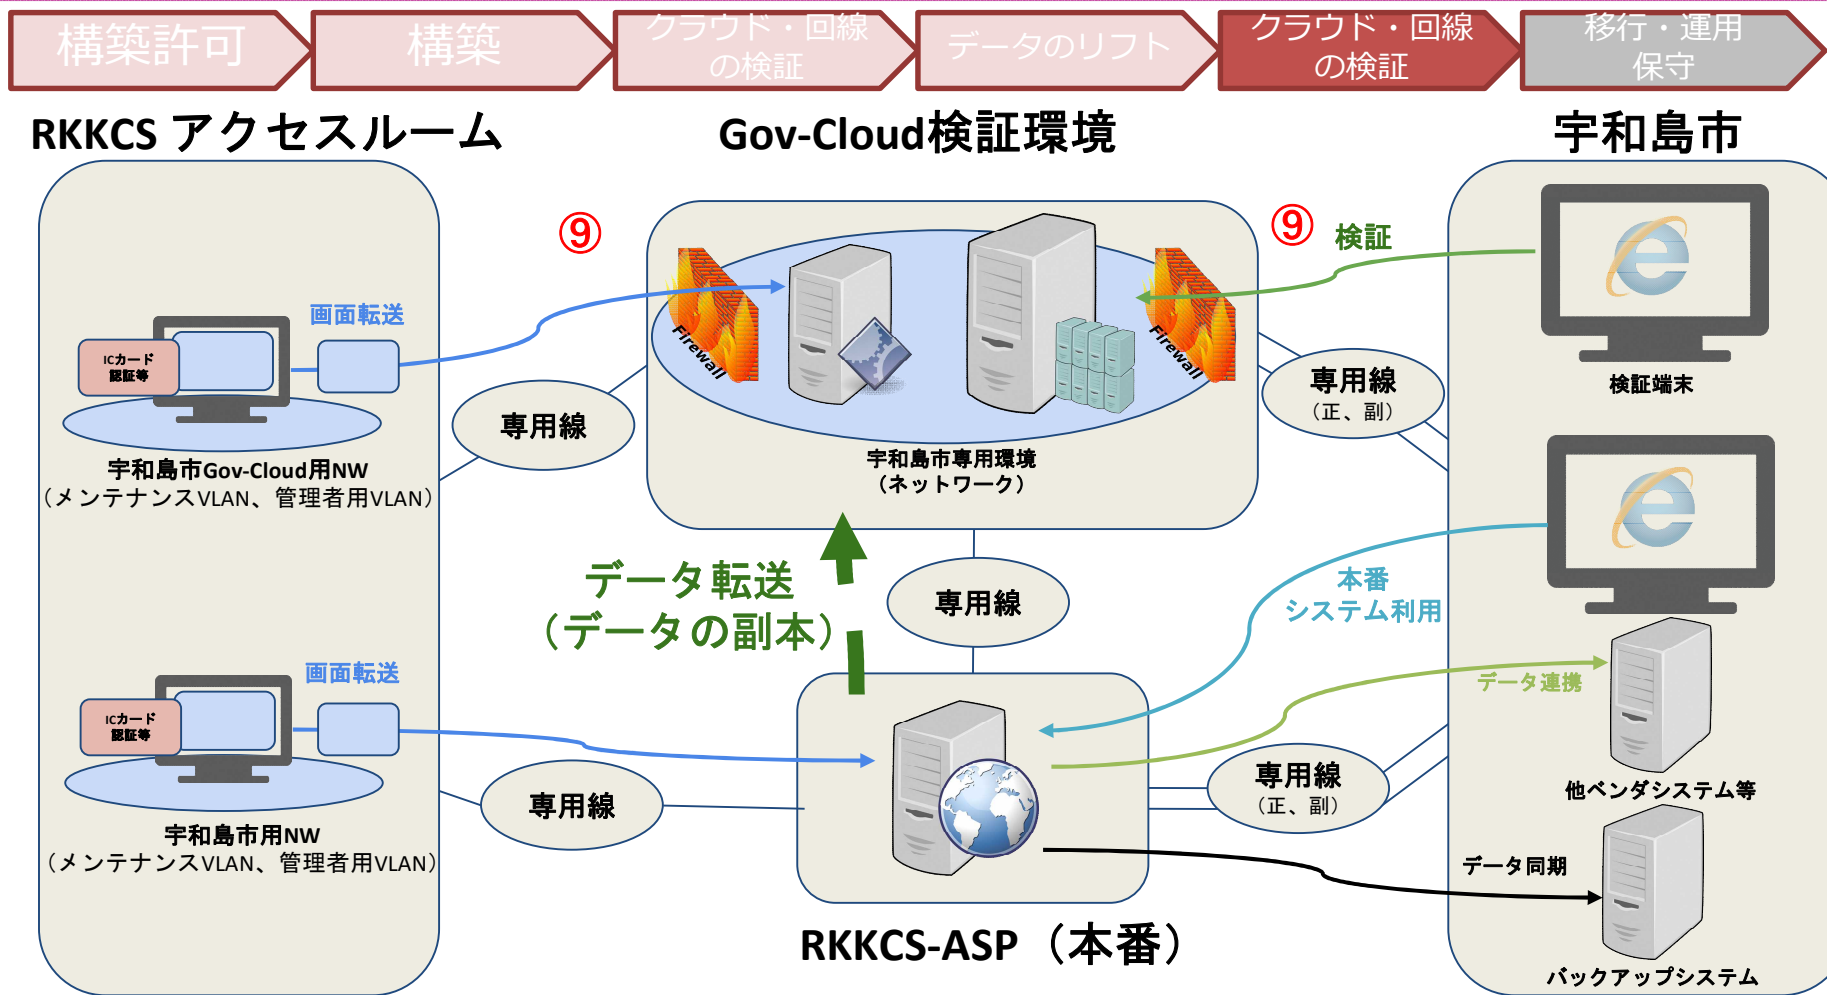 構築許可
構築
クラウド・回線
の検証
データのリフト
クラウド・回線
の検証
移行・運用
保守
RKKCS アクセスルーム
Gov-Cloud検証環境
宇和島市
⑨
⑨
検証
画面転送
ICカード
認証等
Firewall
Firewall
専用線
専用線
（正、副）
検証端末
宇和島市Gov-Cloud用NW
（メンテナンスVLAN、管理者用VLAN）
宇和島市専用環境
（ネットワーク）
データ転送
（データの副本）
専用線
本番
システム利用
画面転送
データ連携
ICカード
認証等
専用線
専用線
（正、副）
他ベンダシステム等
宇和島市用NW
（メンテナンスVLAN、管理者用VLAN）
データ同期
RKKCS-ASP（本番）
バックアップシステム